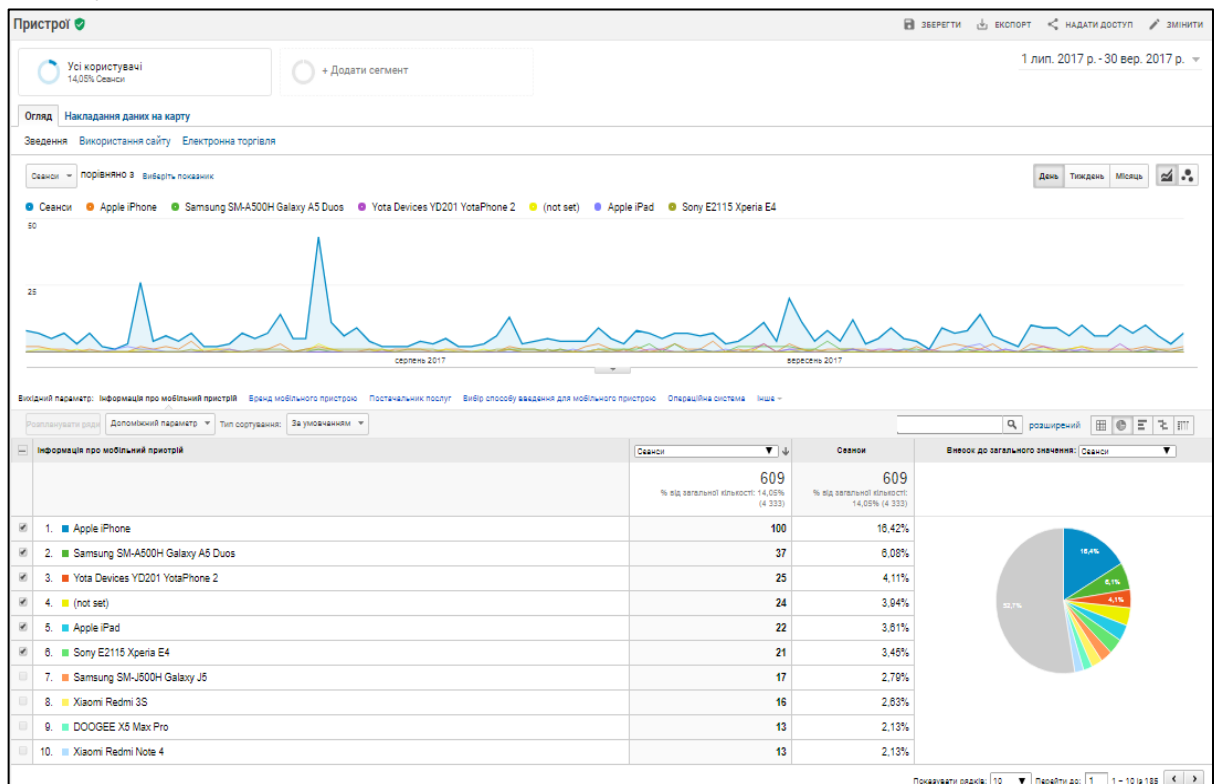 Пристрої
ЗБЕРЕГТИ ЕКСПОРТ НАДАТИ ДОСТУП ЗМІНИТИ
Усі користувачі
14,05% Сеанси
+ Додати сегмент
1 лип. 2017 р. - 30 вер. 2017 р.
Огляд Накладання даних на карту
Зведення Використання сайту Електронна торгівля
Сеанси порівняно з Виберіть показник
День Тиждень Місяць
Сеанси Apple iPhone Samsung SM-A500H Galaxy A5 Duos Yota Devices YD201 YotaPhone 2 (not set) Apple iPad Sony E2115 Xperia E4
50
25
серпень 2017 вересень 2017
Вихідний параметр: Інформація про мобільний пристрій Бренд мобільного пристрою Постачальник послуг Вибір способу введення для мобільного пристрою Операційна система Інше
Розпланувати ряди Допоміжний параметр Тип сортування: За умовчанням
розширений
Інформація про мобільний пристрій Сеанси Сеанси Внесок до загального значення: Сеанси
609 609
% від загальної кількості: 14,05% (4 333) % від загальної кількості: 14,05% (4 333)
1. Apple iPhone 100 16,42%
2. Samsung SM-A500H Galaxy A5 Duos 37 6,08%
3. Yota Devices YD201 YotaPhone 2 25 4,11%
4. (not set) 24 3,94%
5. Apple iPad 22 3,61%
6. Sony E2115 Xperia E4 21 3,45%
7. Samsung SM-J500H Galaxy J5 17 2,79%
8. Xiaomi Redmi 3S 16 2,63%
9. DOOGEE X5 Max Pro 13 2,13%
10. Xiaomi Redmi Note 4 13 2,13%
16,4%
6,1%
4,1%
52,7%
Показувати рядків: 10 Перейти до: 1 1 – 10 із 185